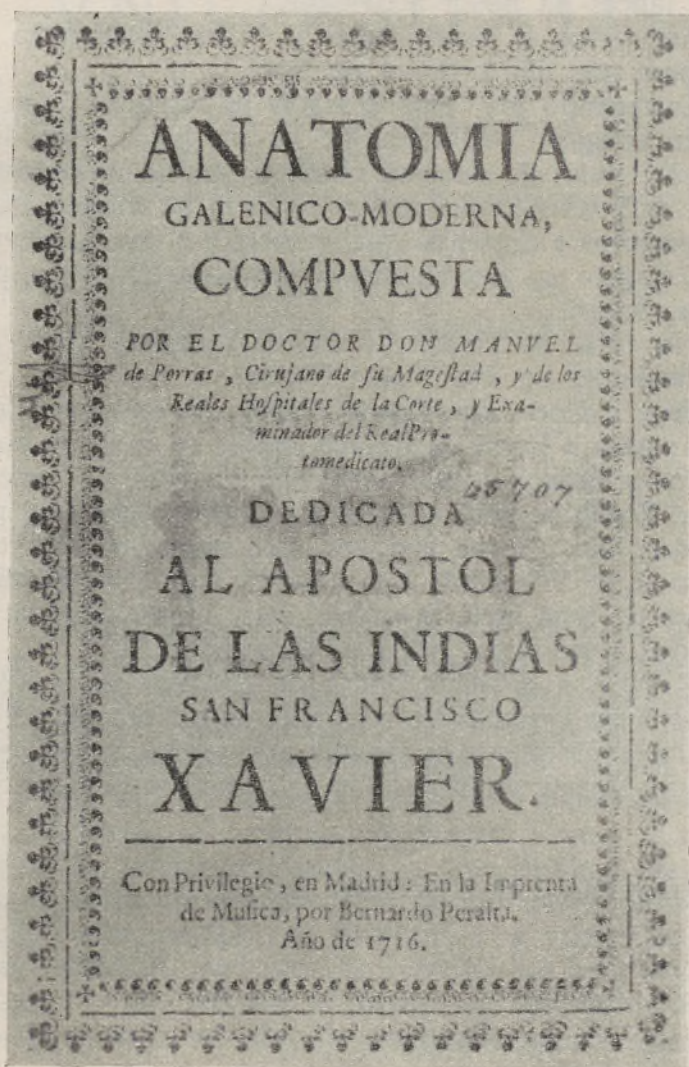 ANATOMIA
GALENICO-MODERNA,
COMPVESTA
POR EL DOCTOR DON MANVEL
de Porras, Cirujano de ſu Mageſtad, y de los
Reales Hoſpitales de la Corte, y Exa-
minador del Real Pro-
tomedicato.
45707
DEDICADA
AL APOSTOL
DE LAS INDIAS
SAN FRANCISCO
XAVIER.
Con Privilegio, en Madrid: En la Imprenta
de Muſica, por Bernardo Peralta.
Año de 1716.